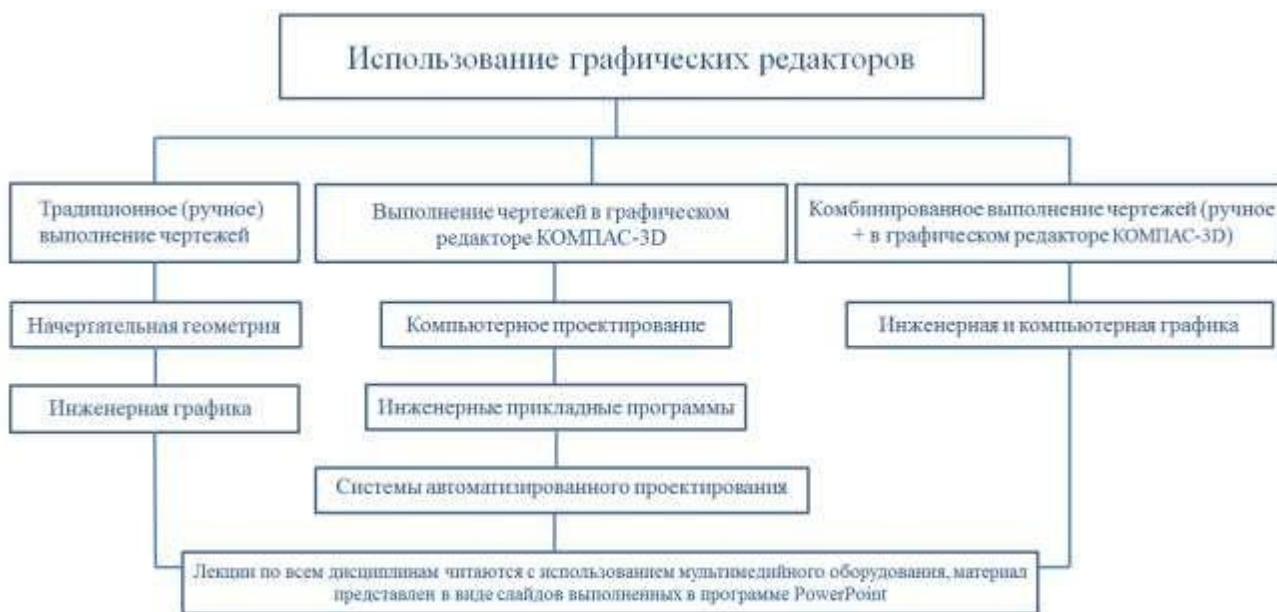 Использование графических редакторов
Традиционное (ручное)
выполнение чертежей
Выполнение чертежей в графическом
редакторе КОМПАС-3D
Комбинированное выполнение чертежей (ручное
+ в графическом редакторе КОМПАС-3D)
Начертательная геометрия
Компьютерное проектирование
Инженерная и компьютерная графика
Инженерная графика
Инженерные прикладные программы
Системы автоматизированного проектирования
Лекции по всем дисциплинам читаются с использованием мультимедийного оборудования, материал
представлен в виде слайдов выполненных в программе PowerPoint